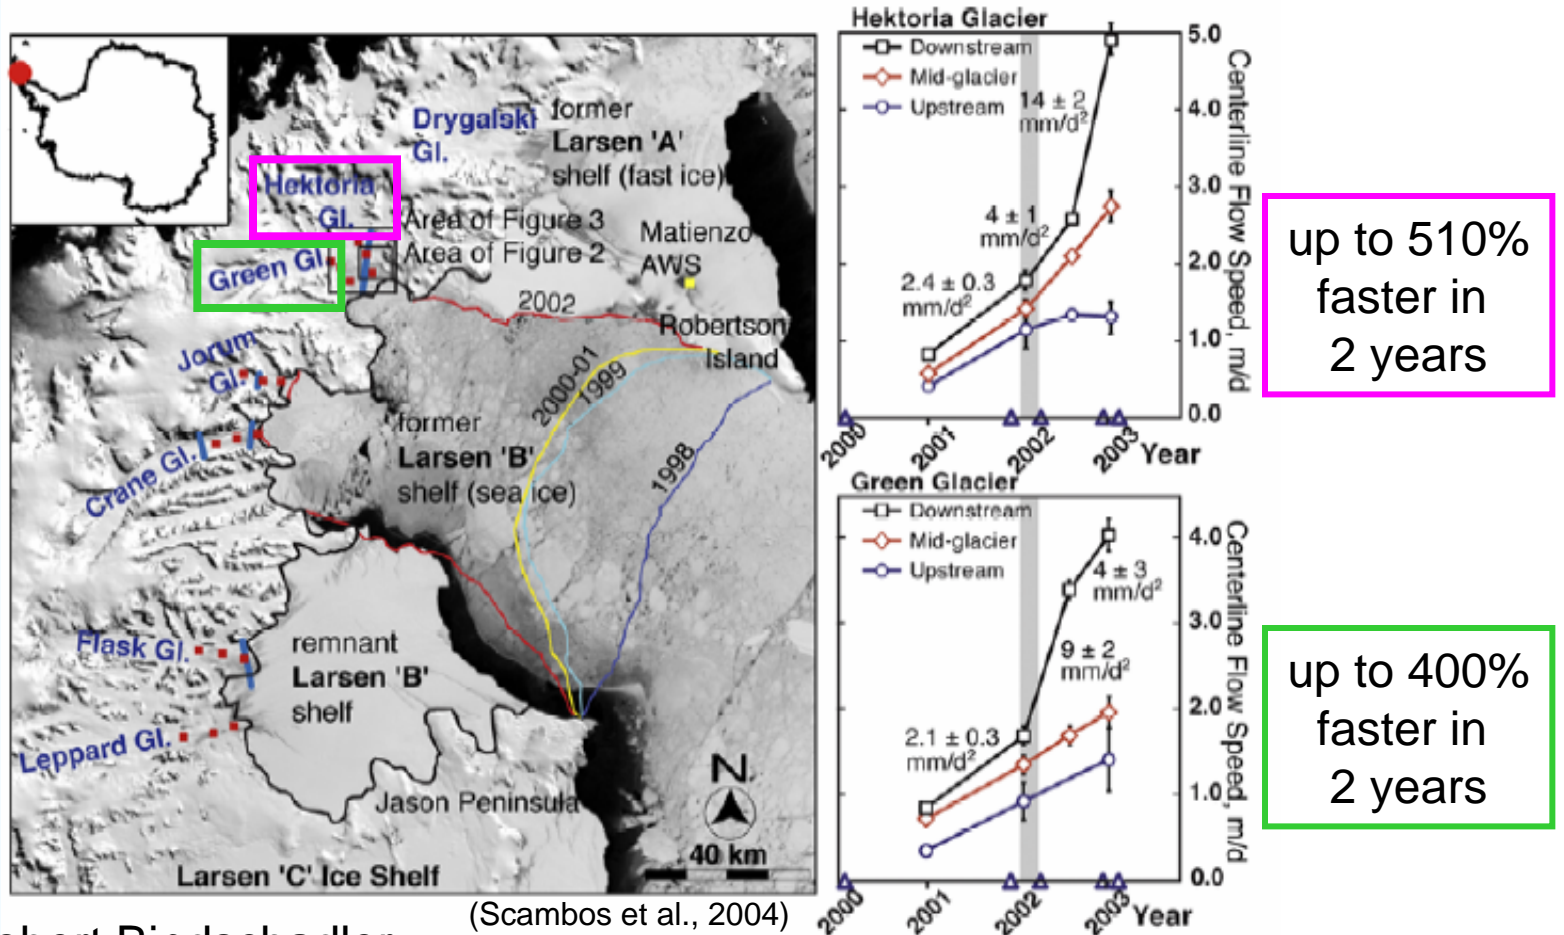 Drygalski
Gl.
former
Larsen 'A'
shelf (fast ice)
Hektoria
Gl.
Area of Figure 3
Area of Figure 2
Green Gl.
Matienzo
AWS
2002
Robertson
Island
Jorum
Gl.
2000-01
1999
1998
former
Larsen 'B'
shelf (sea ice)
Crane Gl.
Flask Gl.
remnant
Larsen 'B'
shelf
Leppard Gl.
Jason Peninsula
N
40 km
Larsen 'C' Ice Shelf
(Scambos et al., 2004)
Hektoria Glacier
Downstream
Mid-glacier
Upstream
14 ± 2
mm/d²
4 ± 1
mm/d²
2.4 ± 0.3
mm/d²
5.0
4.0
3.0
2.0
1.0
0.0
Centerline Flow Speed, m/d
2000
2001
2002
2003
Year
Green Glacier
Downstream
Mid-glacier
Upstream
4 ± 3
mm/d²
9 ± 2
mm/d²
2.1 ± 0.3
mm/d²
4.0
3.0
2.0
1.0
0.0
Centerline Flow Speed, m/d
2000
2001
2002
2003
Year
up to 510%
faster in
2 years
up to 400%
faster in
2 years